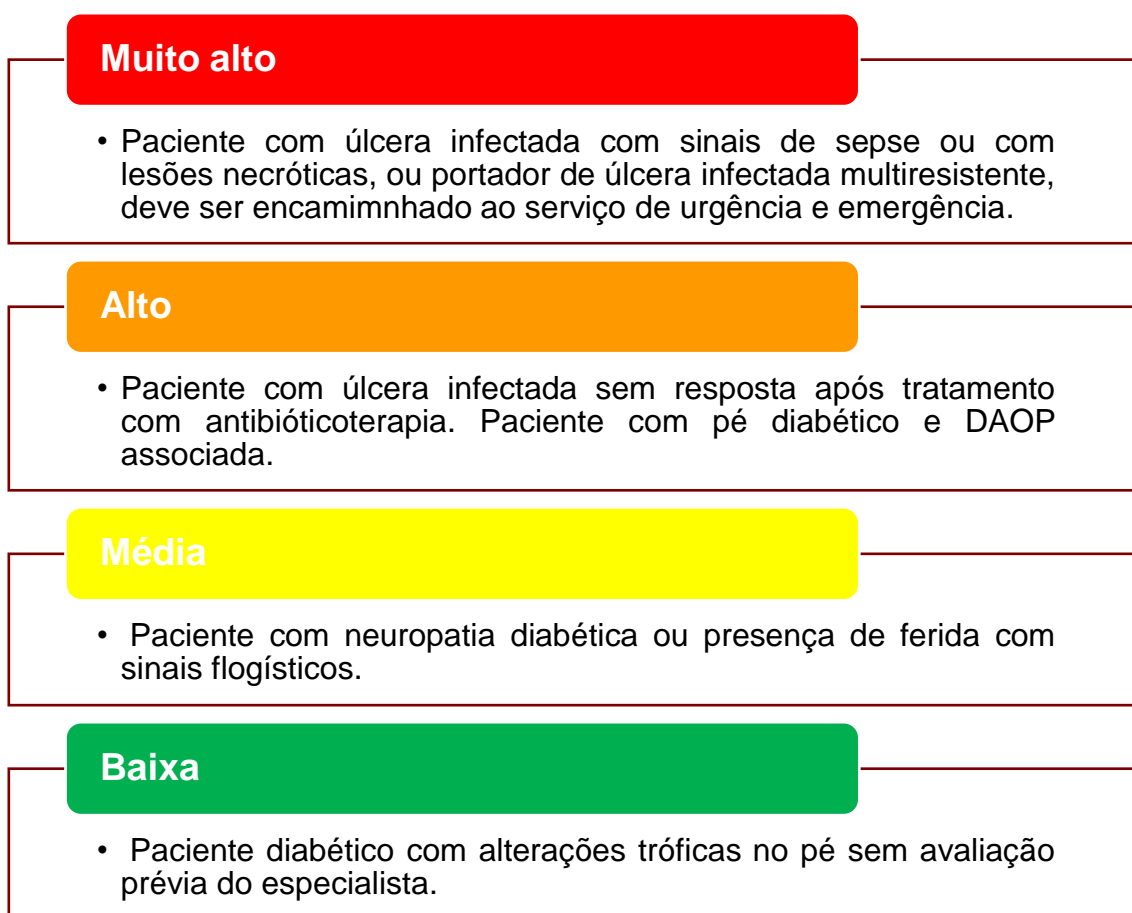 Muito alto
• Paciente com úlcera infectada com sinais de sepse ou com
lesões necróticas, ou portador de úlcera infectada multiresistente,
deve ser encamimnhado ao serviço de urgência e emergência.
Alto
• Paciente com úlcera infectada sem resposta após tratamento
com antibióticoterapia. Paciente com pé diabético e DAOP
associada.
Média
• Paciente com neuropatia diabética ou presença de ferida com
sinais flogísticos.
Baixa
• Paciente diabético com alterações tróficas no pé sem avaliação
prévia do especialista.